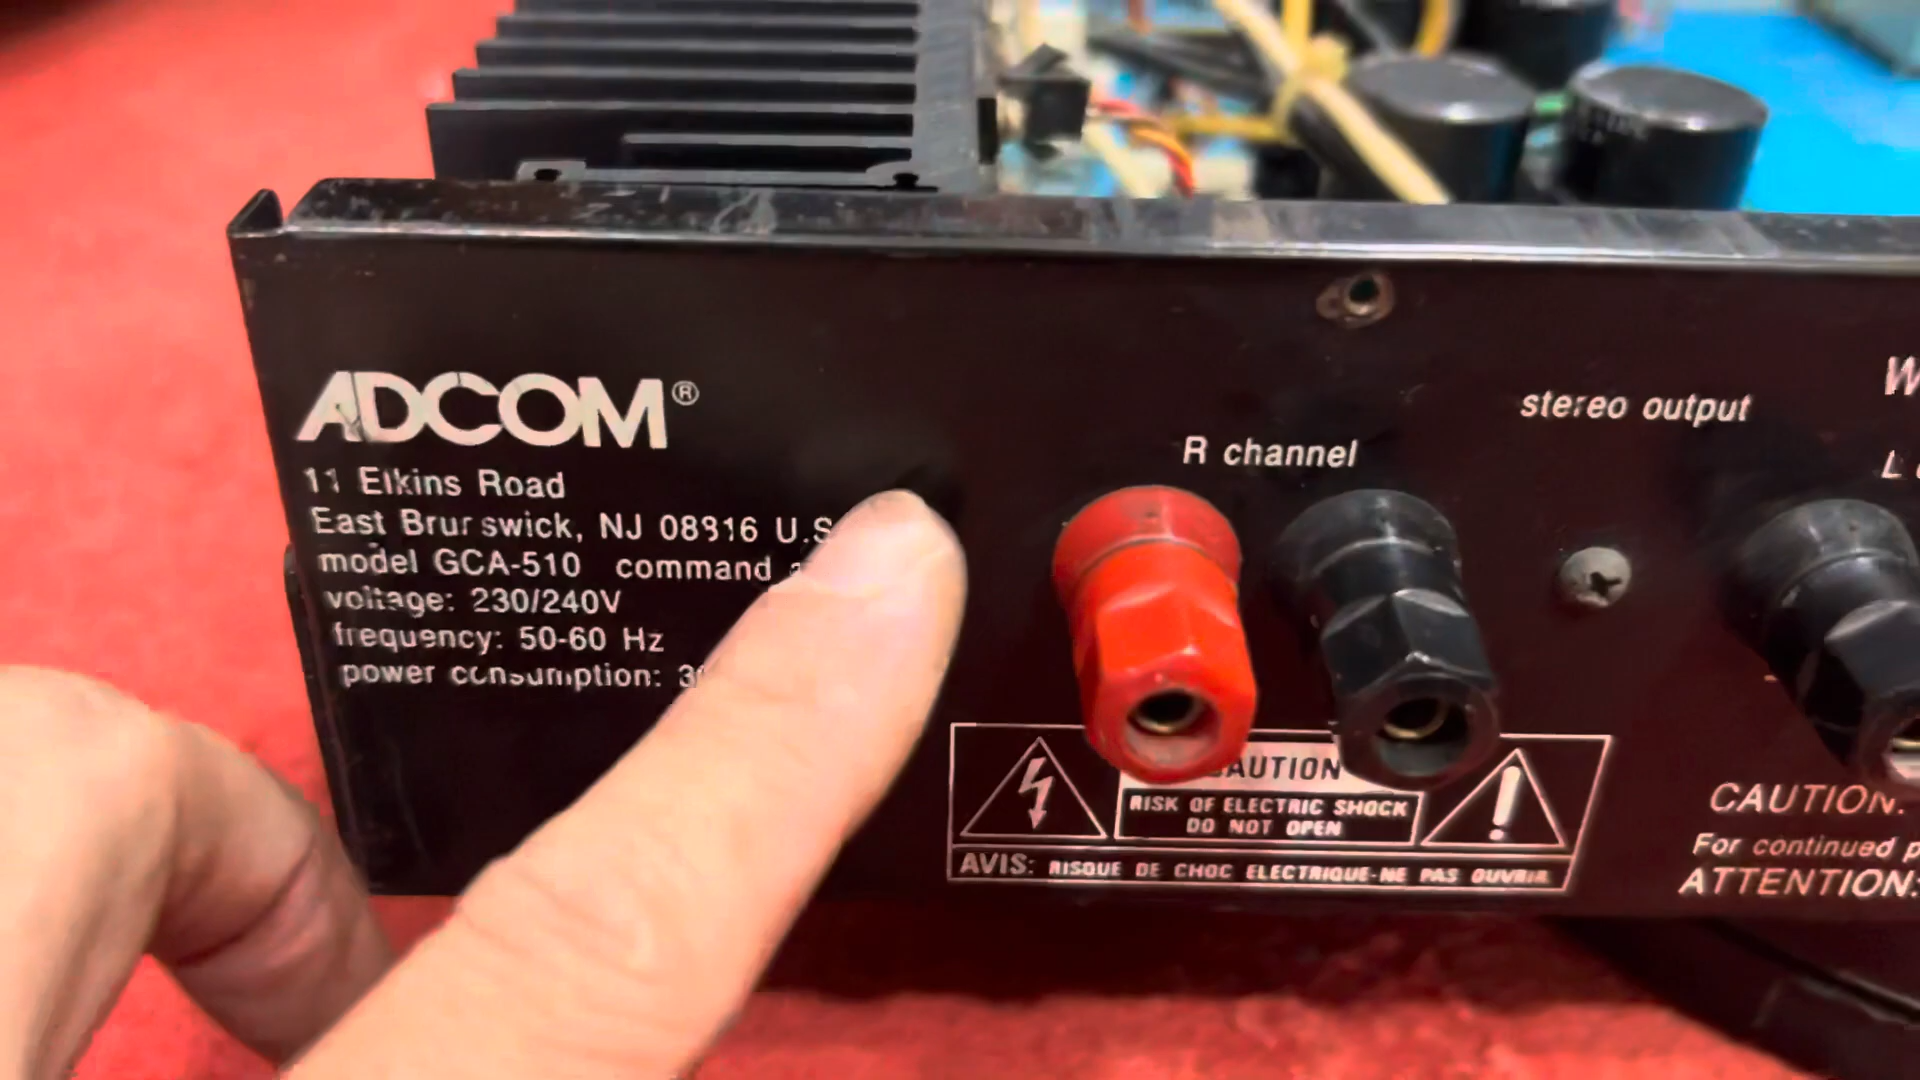 ADCOM®
11 Elkins Road
East Brunswick, NJ 08816 U.S
model GCA-510 command
voltage: 230/240V
frequency: 50-60 Hz
power consumption:
R channel
stereo output
L
CAUTION
RISK OF ELECTRIC SHOCK
DO NOT OPEN
AVIS: RISQUE DE CHOC ELECTRIQUE-NE PAS OUVRIR
CAUTION:
For continued
ATTENTION: